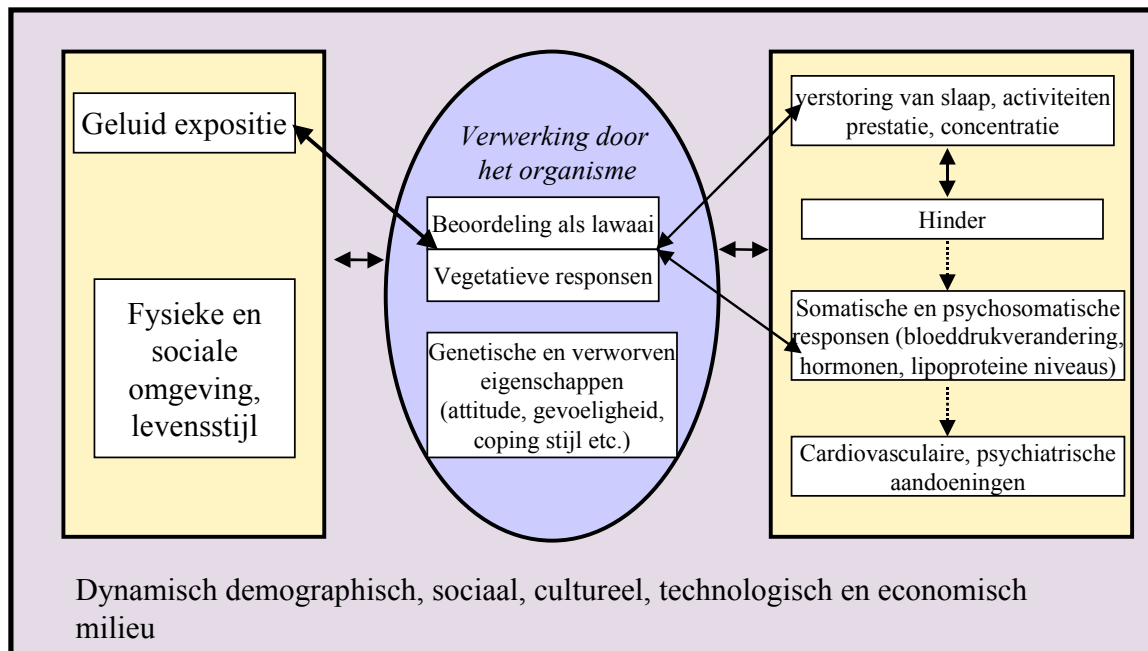 Geluid expositie
Fysieke en
sociale
omgeving,
levensstijl
Verwerking door
het organisme
Beoordeling als lawaai
Vegetatieve responsen
Genetische en verworven
eigenschappen
(attitude, gevoeligheid,
coping stijl etc.)
verstoring van slaap, activiteiten
prestatie, concentratie
Hinder
Somatische en psychosomatische
responsen (bloeddrukverandering,
hormonen, lipoproteine niveaus)
Cardiovasculaire, psychiatrische
aandoeningen
Dynamisch demographisch, sociaal, cultureel, technologisch en economisch
milieu